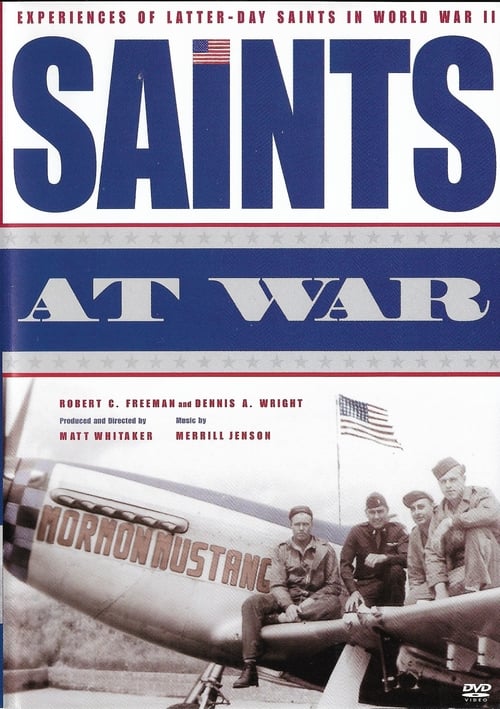 EXPERIENCES OF LATTER-DAY SAINTS IN WORLD WAR II
SAINTS
AT WAR
ROBERT C. FREEMAN and DENNIS A. WRIGHT
Produced and Directed by
MATT WHITAKER
Music by
MERRILL JENSON
MORMON MUSTANG
DVD
VIDEO